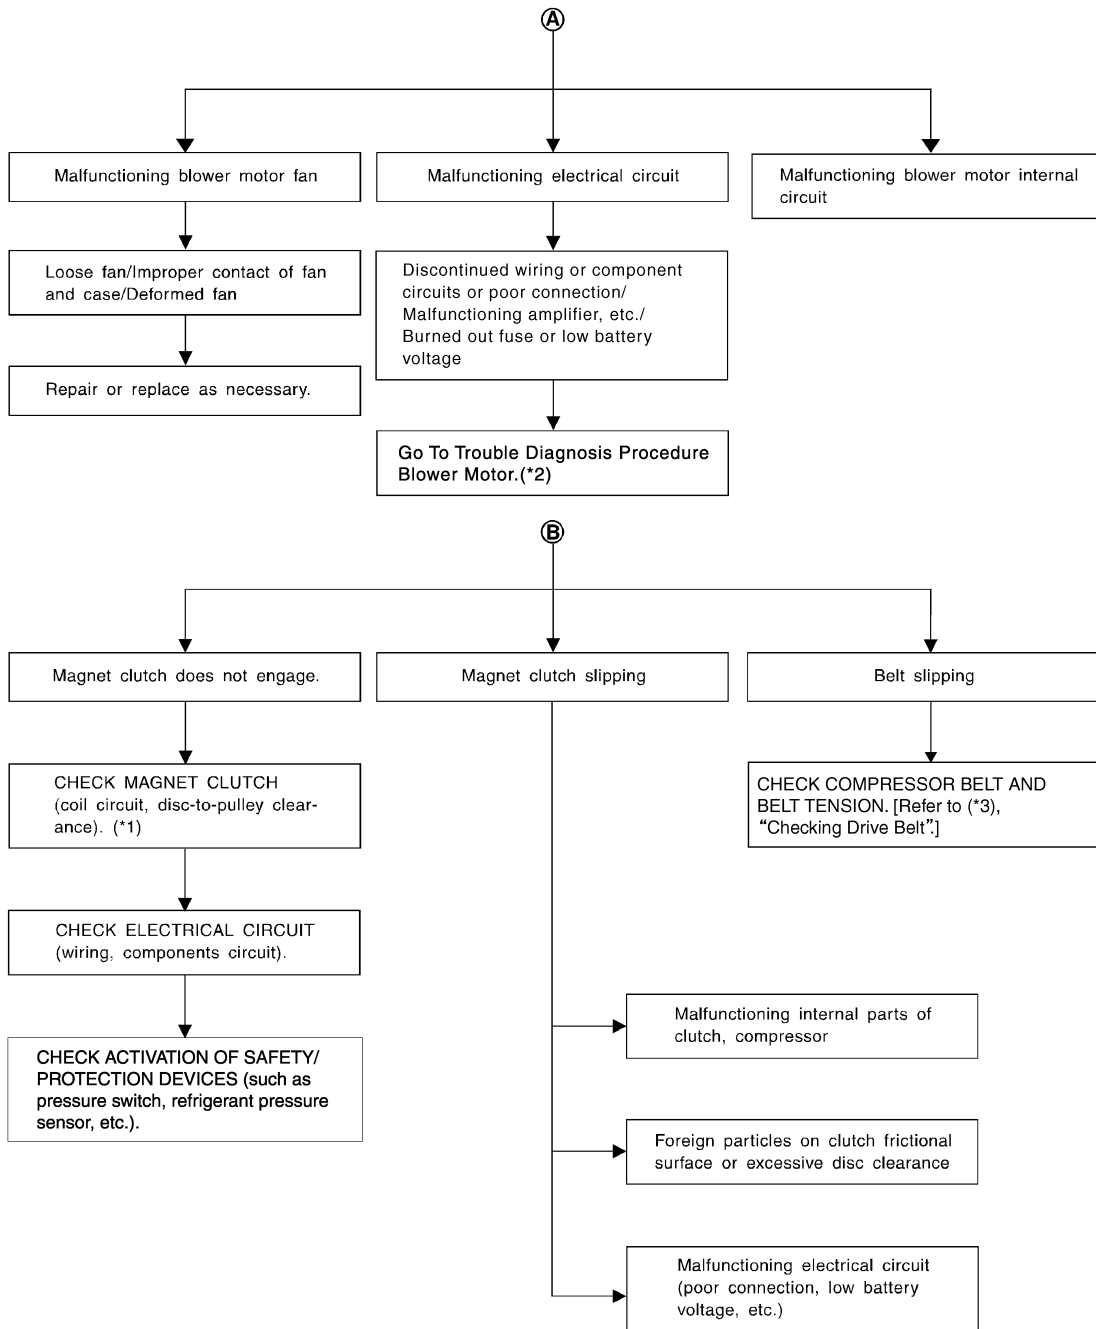 A
Malfunctioning blower motor fan
Malfunctioning electrical circuit
Malfunctioning blower motor internal
circuit
Loose fan/Improper contact of fan
and case/Deformed fan
Discontinued wiring or component
circuits or poor connection/
Malfunctioning amplifier, etc./
Burned out fuse or low battery
voltage
Repair or replace as necessary.
Go To Trouble Diagnosis Procedure
Blower Motor.(*2)
B
Magnet clutch does not engage.
Magnet clutch slipping
Belt slipping
CHECK MAGNET CLUTCH
(coil circuit, disc-to-pulley clear-
ance). (*1)
CHECK COMPRESSOR BELT AND
BELT TENSION. [Refer to (*3),
“Checking Drive Belt”.]
CHECK ELECTRICAL CIRCUIT
(wiring, components circuit).
CHECK ACTIVATION OF SAFETY/
PROTECTION DEVICES (such as
pressure switch, refrigerant pressure
sensor, etc.).
Malfunctioning internal parts of
clutch, compressor
Foreign particles on clutch frictional
surface or excessive disc clearance
Malfunctioning electrical circuit
(poor connection, low battery
voltage, etc.)